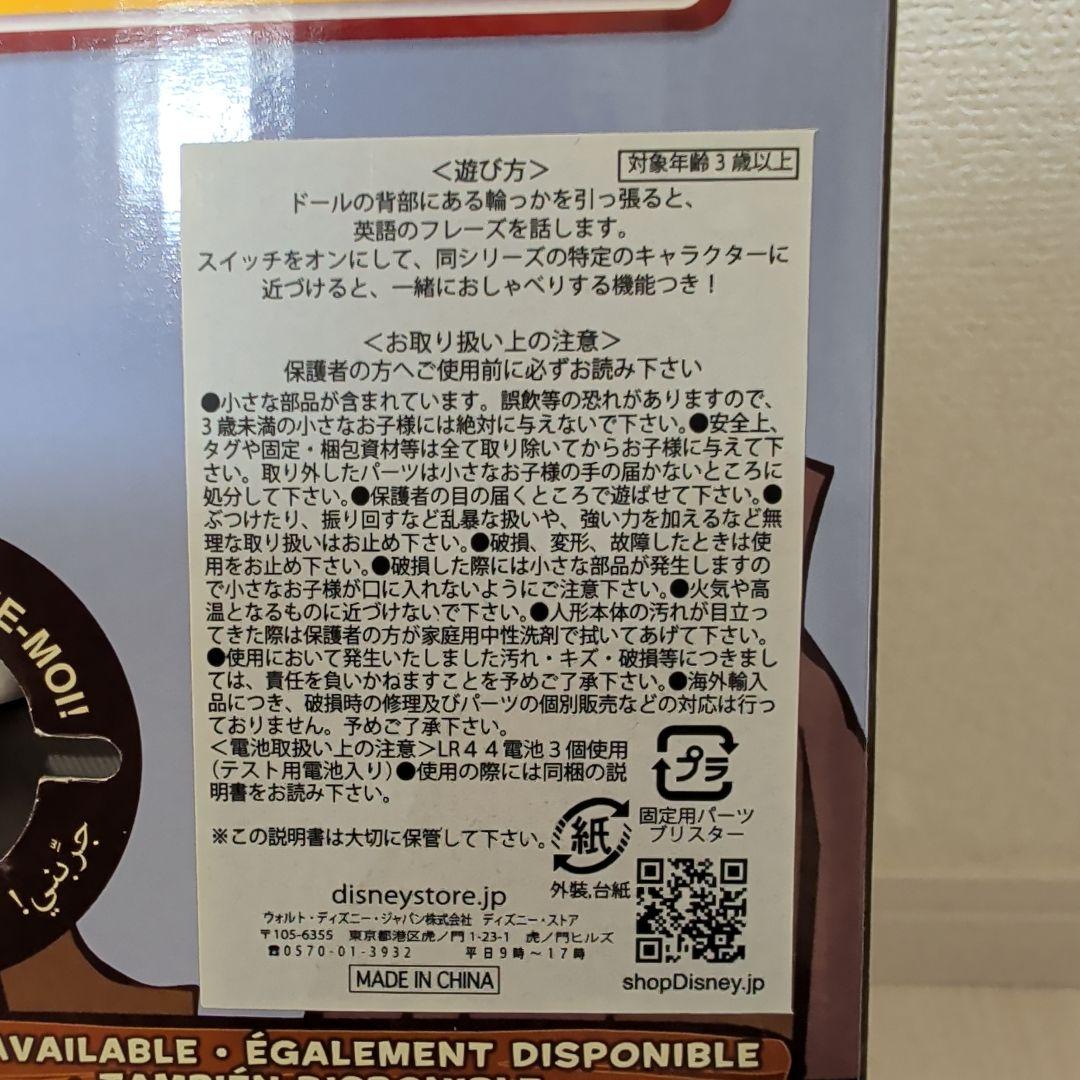 ＜遊び方＞
対象年齢３歳以上
ドールの背部にある輪っかを引っ張ると、
英語のフレーズを話します。
スイッチをオンにして、同シリーズの特定のキャラクターに
近づけると、一緒におしゃべりする機能つき！
＜お取り扱い上の注意＞
保護者の方へご使用前に必ずお読み下さい
●小さな部品が含まれています。誤飲等の恐れがありますので、
３歳未満の小さなお子様には絶対に与えないで下さい。●安全上、
タグや固定・梱包資材等は全て取り除いてからお子様に与えて下
さい。取り外したパーツは小さなお子様の手の届かないところに
処分して下さい。●保護者の目の届くところで遊ばせて下さい。●
ぶつけたり、振り回すなど乱暴な扱いや、強い力を加えるなど無
理な取り扱いはお止め下さい。●破損、変形、故障したときは使
用をお止め下さい。●破損した際には小さな部品が発生しますの
で小さなお子様が口に入れないようにご注意下さい。●火気や高
温となるものに近づけないで下さい。●人形本体の汚れが目立っ
てきた際は保護者の方が家庭用中性洗剤で拭いてあげて下さい。
●使用において発生いたしました汚れ・キズ・破損等につきまし
ては、責任を負いかねますことを予めご了承下さい。●海外輸入
品につき、破損時の修理及びパーツの個別販売などの対応は行っ
ておりません。予めご了承下さい。
＜電池取扱い上の注意＞LR４４電池３個使用
（テスト用電池入り）●使用の際には同梱の説
明書をお読み下さい。
※この説明書は大切に保管して下さい。
プラ
固定用パーツ
ブリスター
紙
外装,台紙
disneystore.jp
ウォルト・ディズニー・ジャパン株式会社 ディズニー・ストア
〒105-6355 東京都港区虎ノ門1-23-1 虎ノ門ヒルズ
☎0570-01-3932 平日9時～17時
MADE IN CHINA
shopDisney.jp
E-MOI!
جرّبني!
AVAILABLE • ÉGALEMENT DISPONIBLE
TAMBIÉN DISPONIBLE